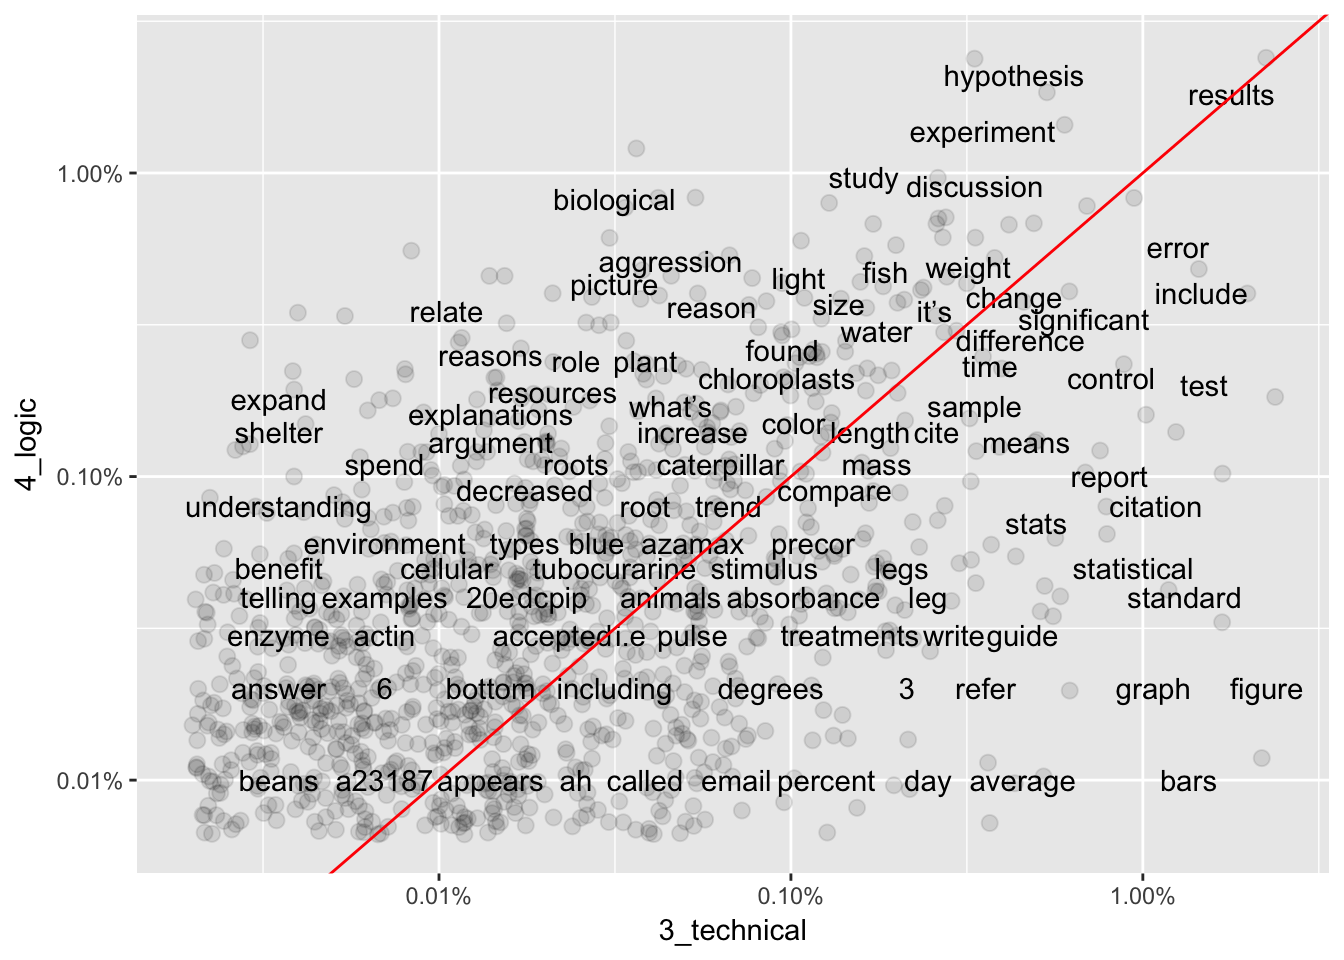 hypothesis
results
experiment
1.00%
study discussion
biological
error
aggression
light fish weight
picture
include
change
relate reason size it’s
significant
water
difference
reasons role plant found
time
chloroplasts control test
resources
expand what’s sample
explanations
color
shelter increase length cite
argument means
4_logic
spend roots caterpillar mass
0.10%
report
decreased compare
understanding root trend citation
stats
environment types blue azamax precor
benefit cellular tubocurarine stimulus legs statistical
telling examples 20edcpip animals absorbance leg standard
enzyme actin accepted i.e pulse treatments write guide
answer 6 bottom including degrees 3 refer graph figure
0.01%
beans a23187 appears ah called email percent day average bars
0.01% 0.10% 1.00%
3_technical